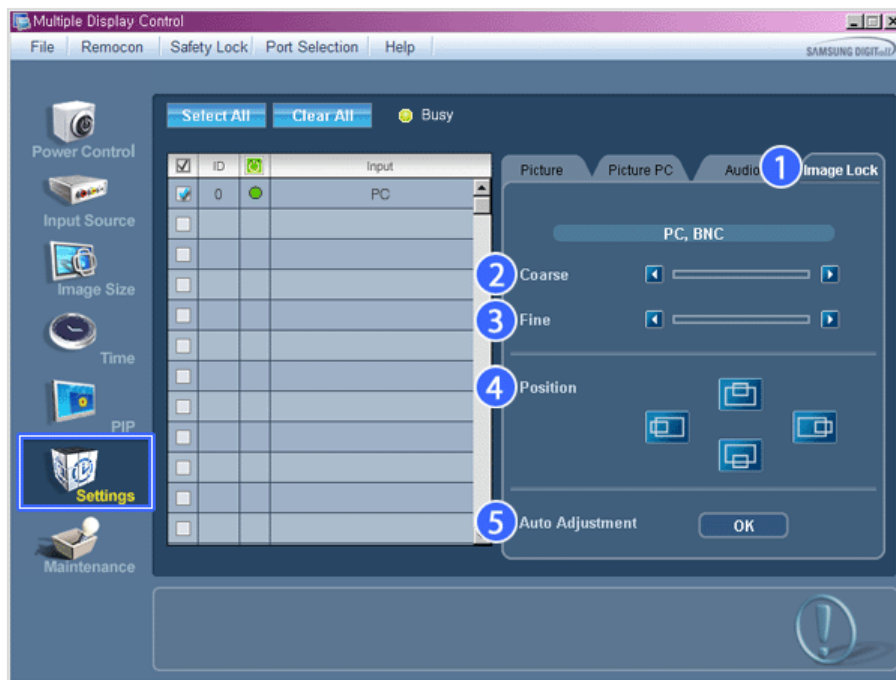 Multiple Display Control
File Remocon Safety Lock Port Selection Help
SAMSUNG DIGITall
Select All Clear All Busy
Power Control
Input Source
Image Size
Time
PIP
Settings
Maintenance
ID Input
0 PC
Picture Picture PC Audio 1 Image Lock
PC, BNC
2 Coarse
3 Fine
4 Position
5 Auto Adjustment OK